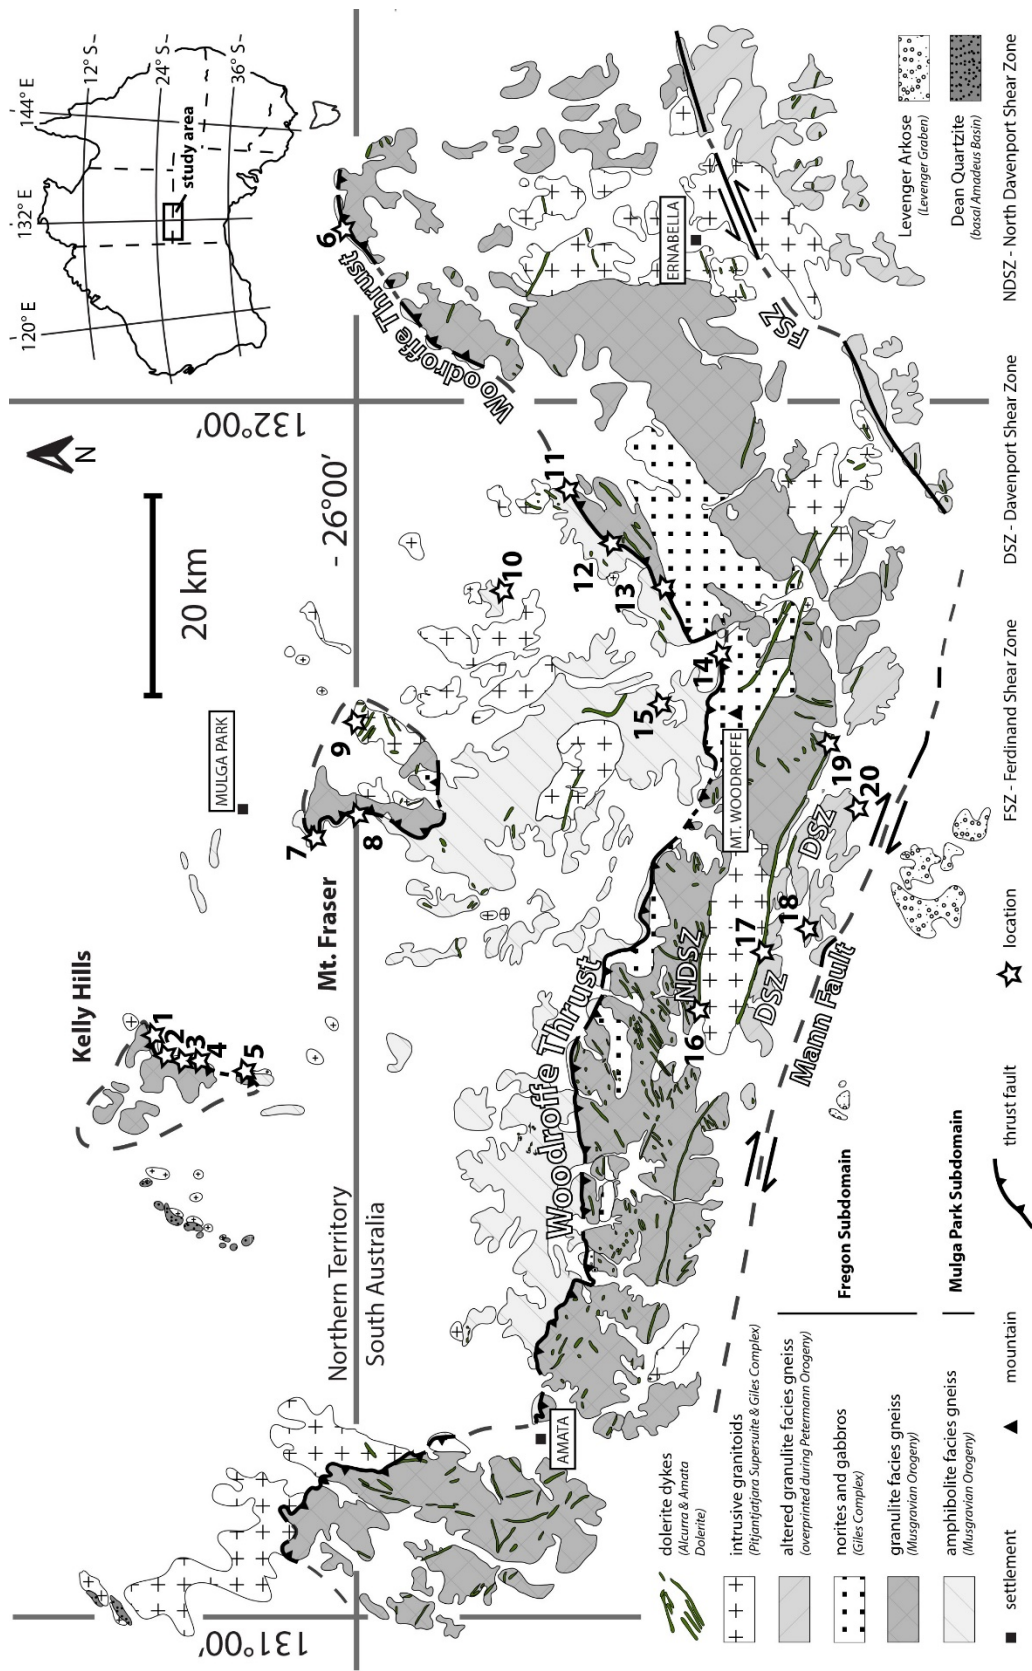 120° E
132° E
144° E
12° S
24° S
36° S
study area
N
20 km
131°00'
132°00'
- 26°00'
Northern Territory
South Australia
Kelly Hills
Mt. Fraser
MULGA PARK
AMATA
MT. WOODROFFE
ERNABELLA
Woodroffe Thrust
Woodroffe Thrust
Mann Fault
NDSZ
DSZ
DSZ
FSZ
1
2
3
4
5
6
7
8
9
10
11
12
13
14
15
16
17
18
19
20
dolerite dykes
(Alcurra & Amata
Dolerite)
intrusive granitoids
(Pitjantjatjara Supersuite & Giles Complex)
altered granulite facies gneiss
(overprinted during Petermann Orogeny)
norites and gabbros
(Giles Complex)
granulite facies gneiss
(Musgravian Orogeny)
amphibolite facies gneiss
(Musgravian Orogeny)
Fregon Subdomain
Mulga Park Subdomain
Levenger Arkose
(Levenger Graben)
Dean Quartzite
(basal Amadeus Basin)
settlement
mountain
thrust fault
location
FSZ - Ferdinand Shear Zone
DSZ - Davenport Shear Zone
NDSZ - North Davenport Shear Zone